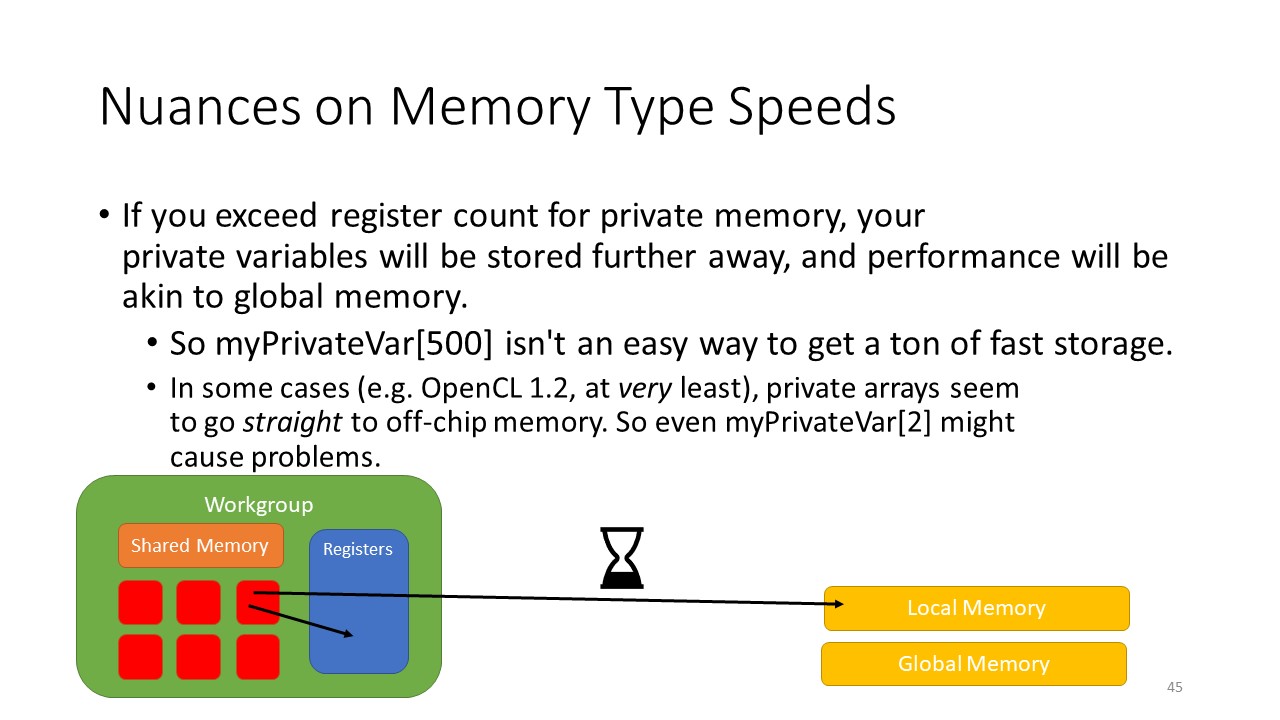 Nuances on Memory Type Speeds
• If you exceed register count for private memory, your
private variables will be stored further away, and performance will be
akin to global memory.
• So myPrivateVar[500] isn't an easy way to get a ton of fast storage.
• In some cases (e.g. OpenCL 1.2, at very least), private arrays seem
to go straight to off-chip memory. So even myPrivateVar[2] might
cause problems.
Workgroup
Shared Memory
Registers
Local Memory
Global Memory
45